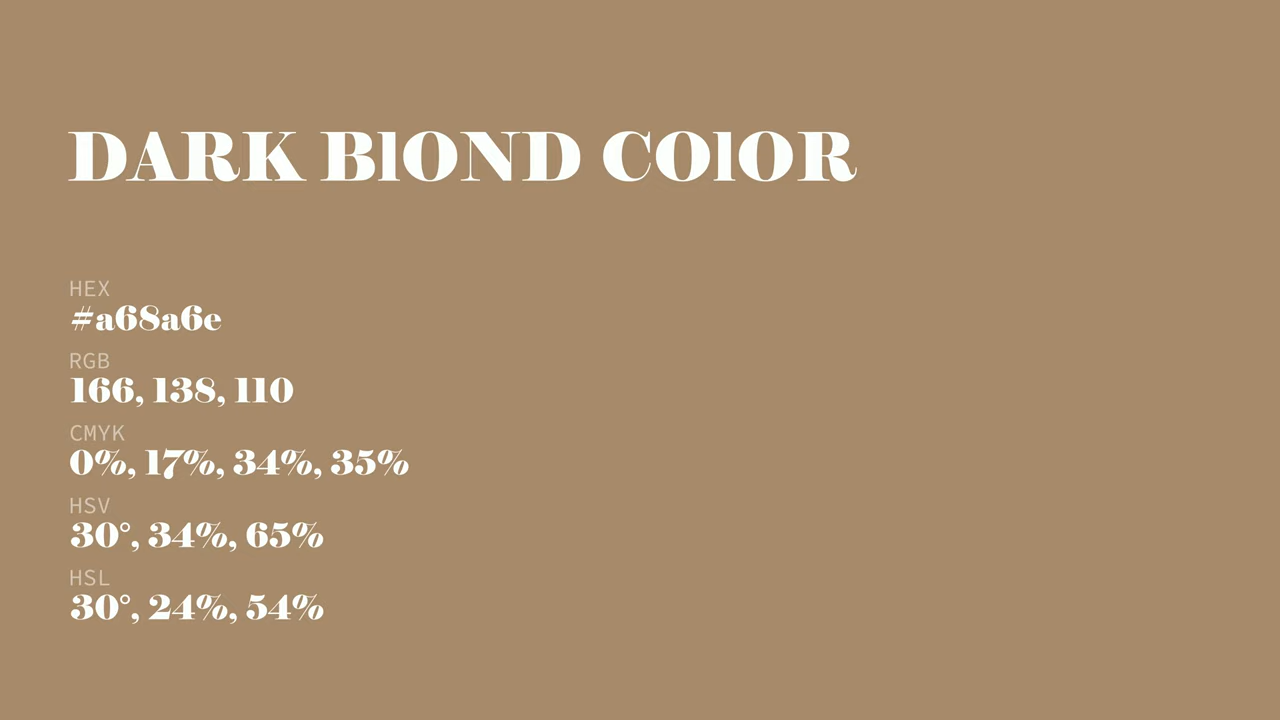 DARK BlOND COlOR
HEX
#a68a6e
RGB
166, 138, 110
CMYK
0%, 17%, 34%, 35%
HSV
30°, 34%, 65%
HSL
30°, 24%, 54%